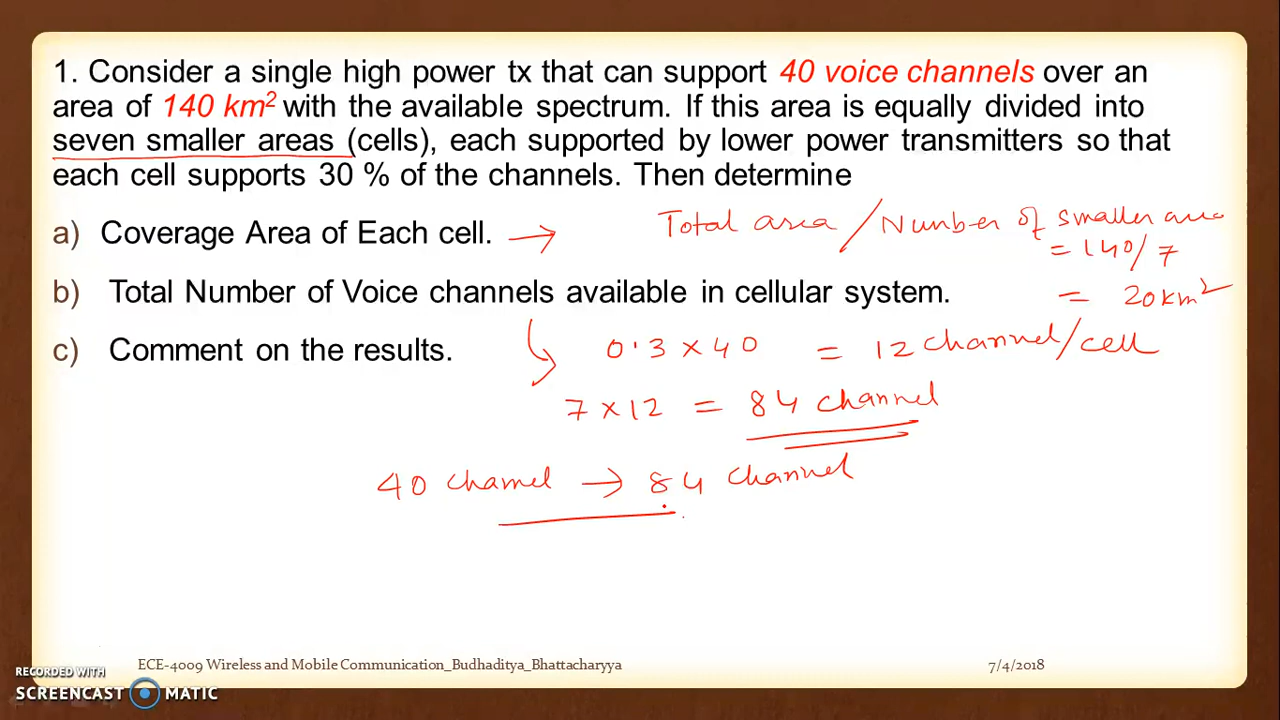 1. Consider a single high power tx that can support 40 voice channels over an
area of 140 km² with the available spectrum. If this area is equally divided into
seven smaller areas (cells), each supported by lower power transmitters so that
each cell supports 30 % of the channels. Then determine
a) Coverage Area of Each cell. → Total area / Number of smaller area
= 140/7
= 20km²
b) Total Number of Voice channels available in cellular system.
0.3 × 40 = 12 channel/cell
c) Comment on the results.
7 × 12 = 84 channel
40 channel → 84 channel
ECE-4009 Wireless and Mobile Communication_Budhaditya_Bhattacharyya 7/4/2018
RECORDED WITH
SCREENCAST MATIC